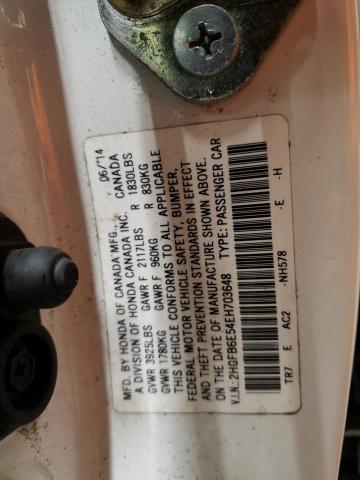 MFD. BY HONDA OF CANADA MFG., 06/'14
A DIVISION OF HONDA CANADA INC. CANADA
GVWR 3925LBS GAWR F 2117LBS R 1830LBS
GVWR 1780KG GAWR F 960KG R 830KG
THIS VEHICLE CONFORMS TO ALL APPLICABLE
FEDERAL MOTOR VEHICLE SAFETY, BUMPER,
AND THEFT PREVENTION STANDARDS IN EFFECT
ON THE DATE OF MANUFACTURE SHOWN ABOVE.
V.I.N.: 2HGFB6E54EH703648 TYPE: PASSENGER CAR
TR7 E AC2 -NH578 -E -H